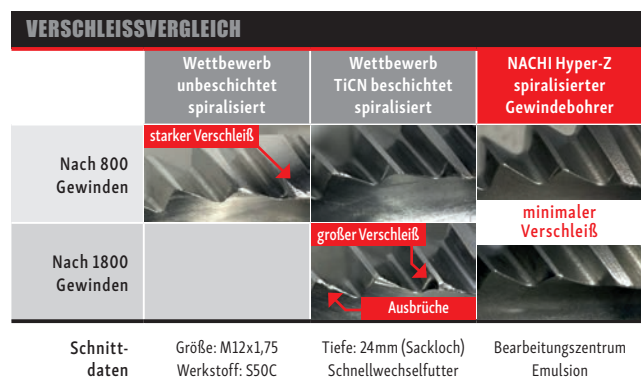 VERSCHLEISSVERGLEICH
Wettbewerb
unbeschichtet
spiralisiert
Wettbewerb
TiCN beschichtet
spiralisiert
NACHI Hyper-Z
spiralisierter
Gewindebohrer
Nach 800
Gewinden
starker Verschleiß
minimaler
Verschleiß
Nach 1800
Gewinden
großer Verschleiß
Ausbrüche
Schnitt-
daten
Größe: M12x1,75
Werkstoff: S50C
Tiefe: 24mm (Sackloch)
Schnellwechselfutter
Bearbeitungszentrum
Emulsion